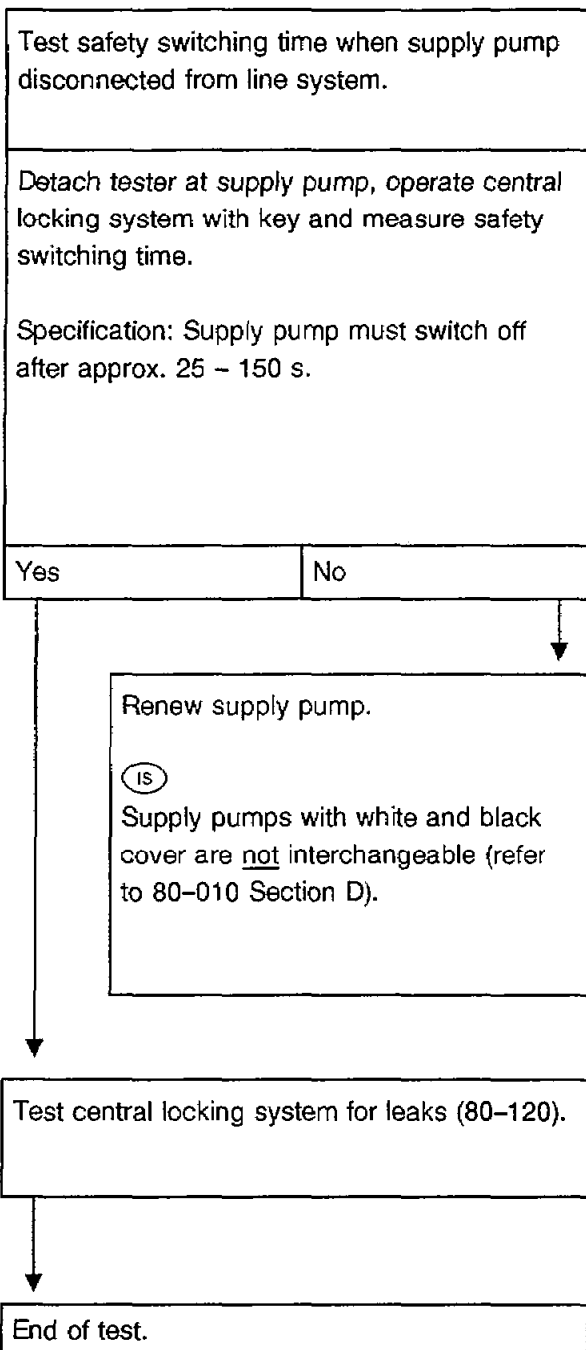 Test safety switching time when supply pump
disconnected from line system.
Detach tester at supply pump, operate central
locking system with key and measure safety
switching time.
Specification: Supply pump must switch off
after approx. 25 – 150 s.
Yes
No
Renew supply pump.
IS
Supply pumps with white and black
cover are not interchangeable (refer
to 80–010 Section D).
Test central locking system for leaks (80–120).
End of test.